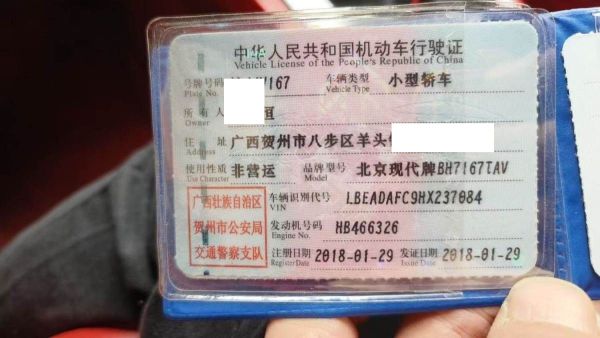 中华人民共和国机动车行驶证
Vehicle License of the People's Republic of China
号牌号码 167 车辆类型 小型轿车
Plate No. Vehicle Type
所有人 恒
Owner
住址 广西贺州市八步区羊头
Address
使用性质 非营运 品牌型号 北京现代牌BH7167TAV
Use Character Model
广西壮族自治区
贺州市公安局
交通警察支队
车辆识别代号 LBEADAFC9HX237084
VIN
发动机号码 HB466326
Engine No.
注册日期 2018-01-29 发证日期 2018-01-29
Register Date Issue Date